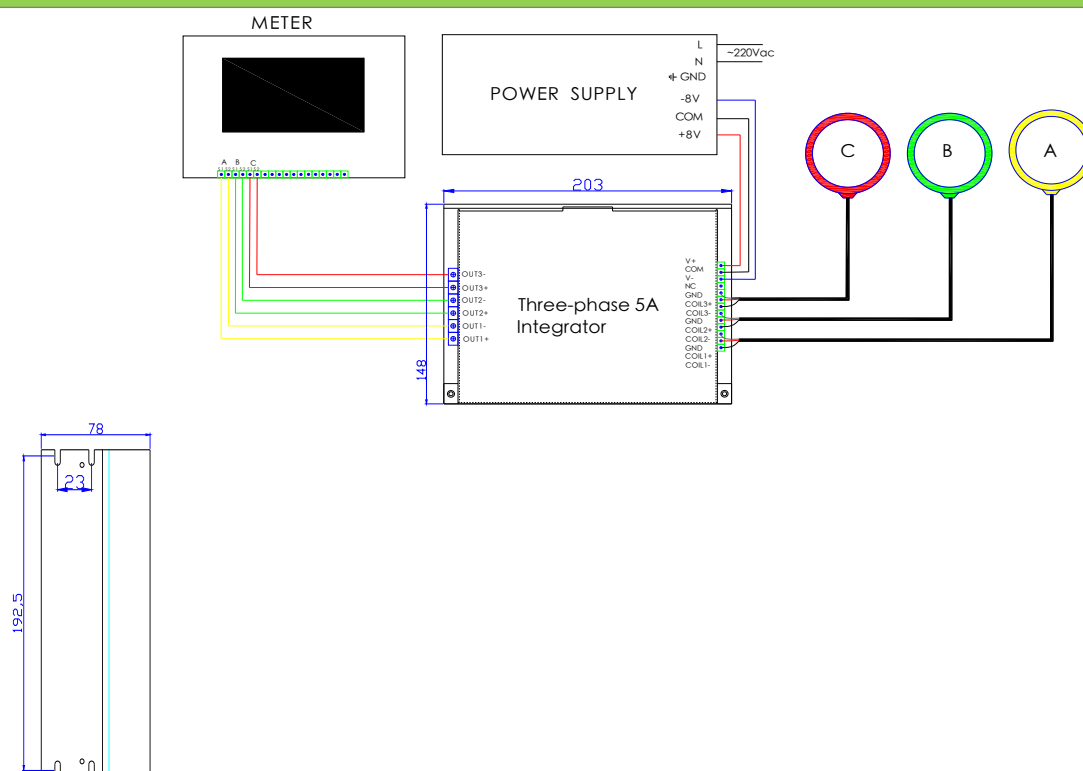 METER
A B C
POWER SUPPLY
L
N
GND
-8V
COM
+8V
~220Vac
C
B
A
203
148
OUT3-
OUT3+
OUT2-
OUT2+
OUT1-
OUT1+
Three-phase 5A
Integrator
V+
COM
V-
NC
GND
COIL3+
COIL3-
GND
COIL2+
COIL2-
GND
COIL1+
COIL1-
78
23
192,5